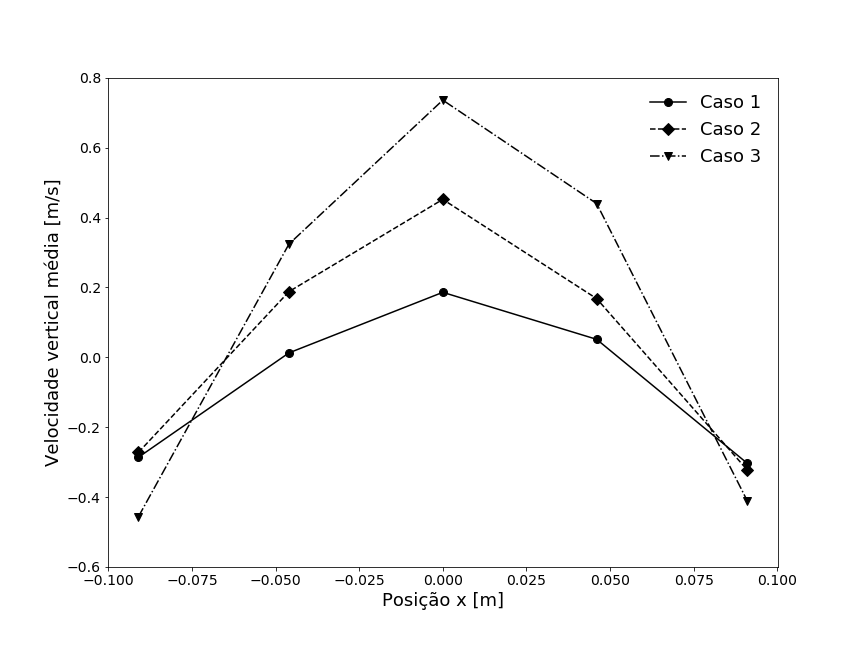 0.8
0.6
0.4
0.2
0.0
−0.2
−0.4
−0.6
Velocidade vertical média [m/s]
Caso 1
Caso 2
Caso 3
−0.100 −0.075 −0.050 −0.025 0.000 0.025 0.050 0.075 0.100
Posição x [m]